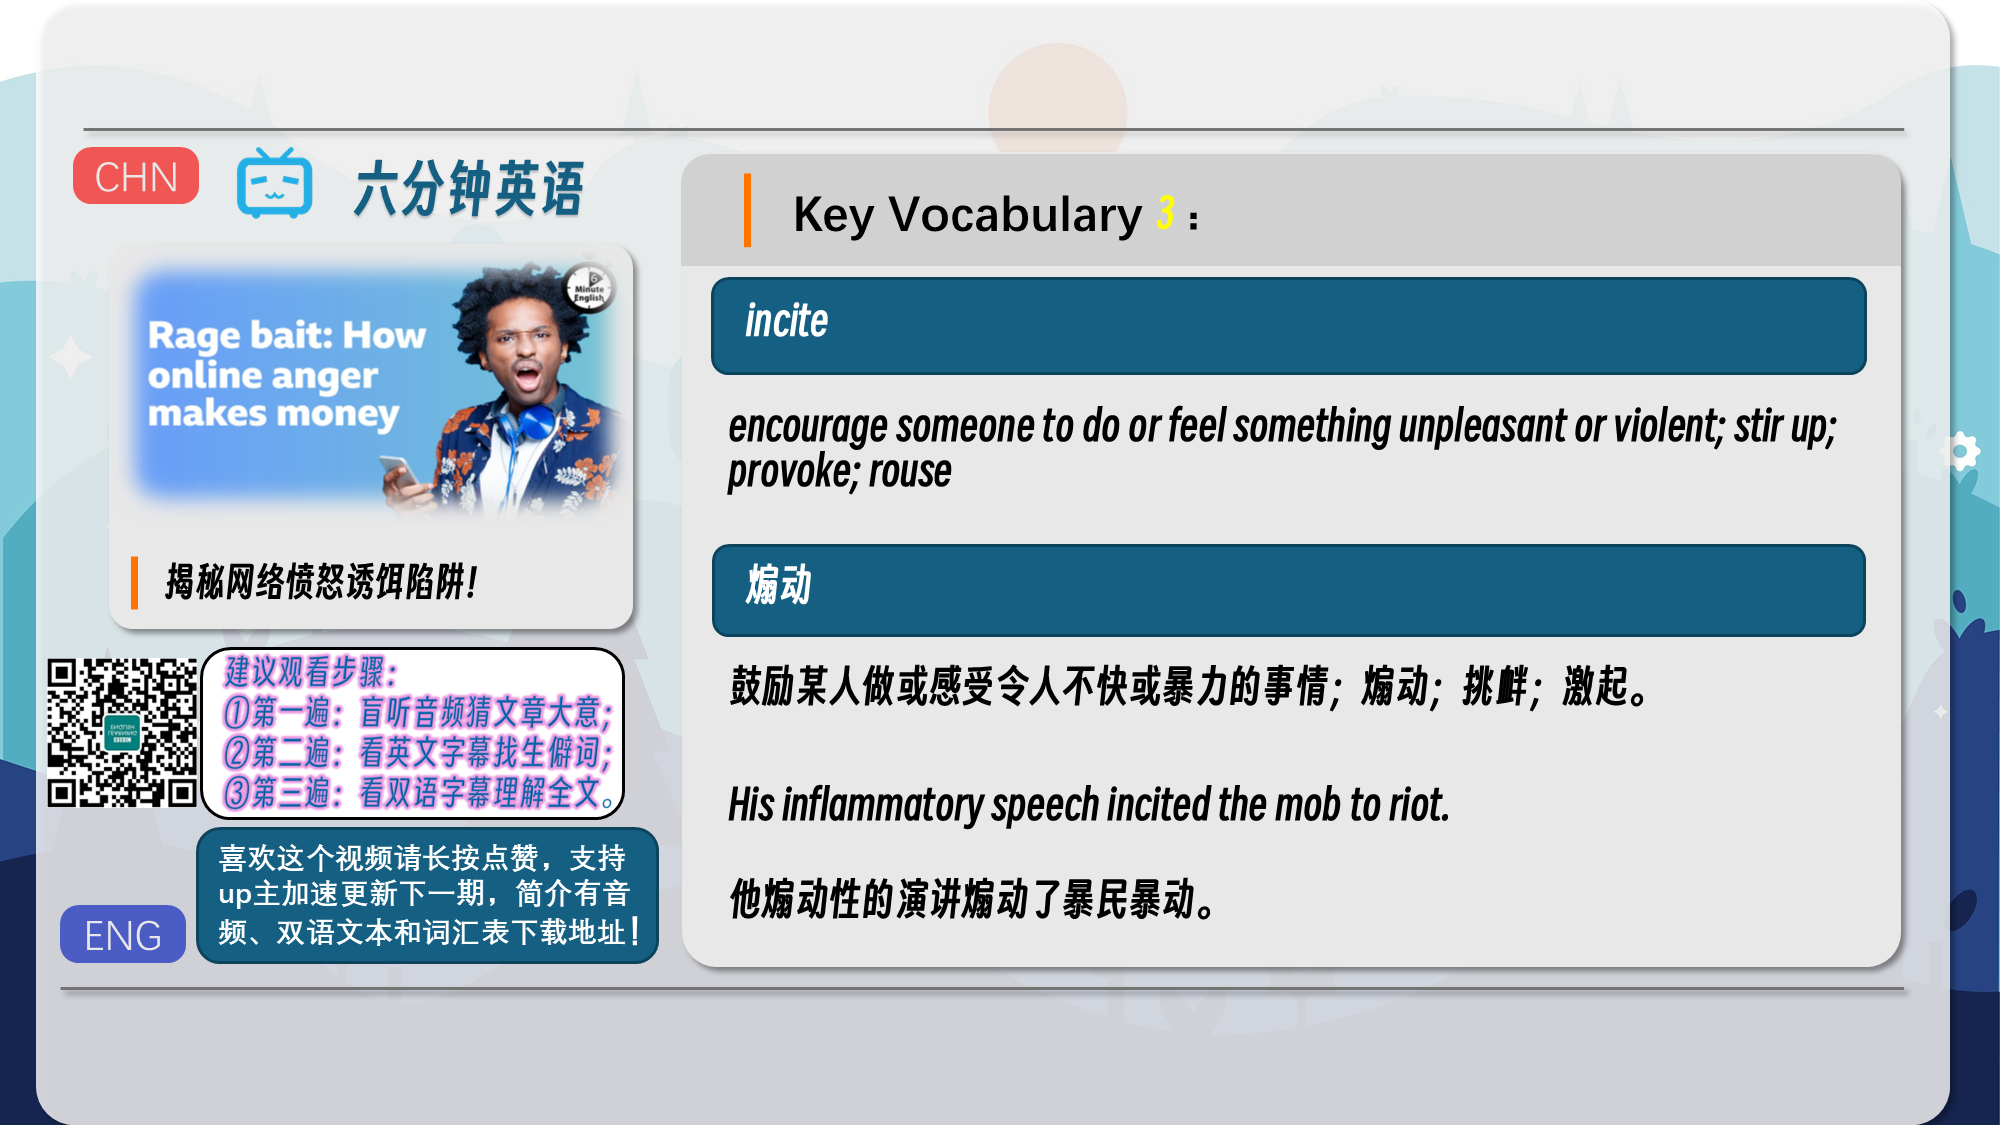 CHN
六分钟英语
6
Minute
English
Rage bait: How
online anger
makes money
揭秘网络愤怒诱饵陷阱!
建议观看步骤:
①第一遍：盲听音频猜文章大意;
②第二遍：看英文字幕找生僻词;
③第三遍：看双语字幕理解全文。
喜欢这个视频请长按点赞，支持
up主加速更新下一期，简介有音
频、双语文本和词汇表下载地址!
ENG
Key Vocabulary 3：
incite
encourage someone to do or feel something unpleasant or violent; stir up;
provoke; rouse
煽动
鼓励某人做或感受令人不快或暴力的事情；煽动；挑衅；激起。
His inflammatory speech incited the mob to riot.
他煽动性的演讲煽动了暴民暴动。